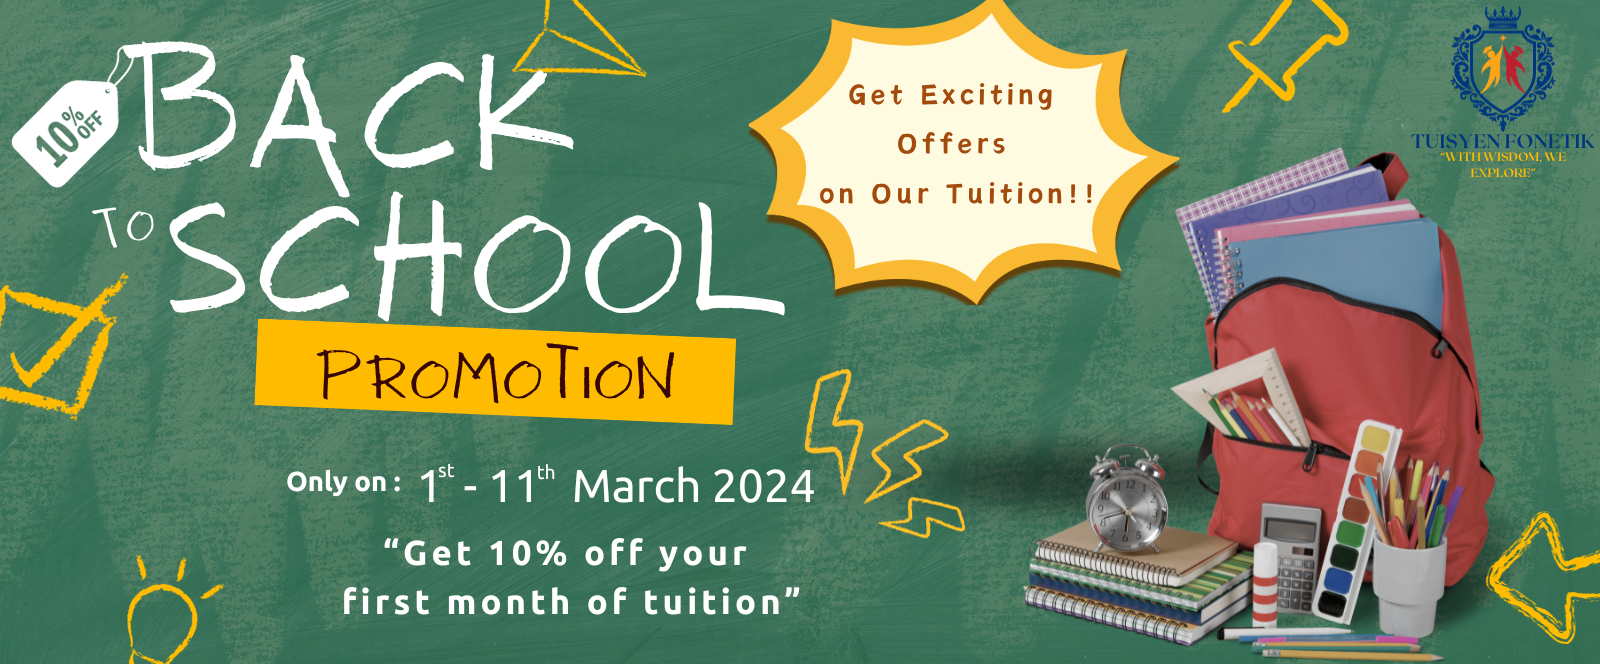 10% OFF
BACK
TO SCHOOL
PROMOTION
Only on : 1st - 11th March 2024
“Get 10% off your
first month of tuition”
Get Exciting
Offers
on Our Tuition!!
TUISYEN FONETIK
“WITH WISDOM, WE
EXPLORE”